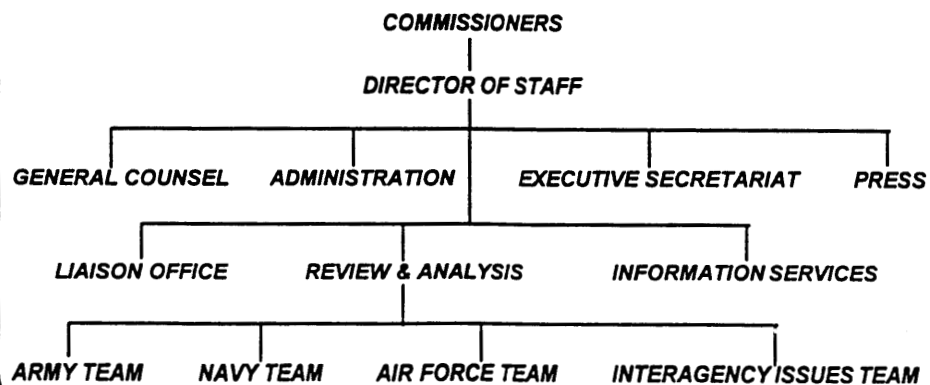 COMMISSIONERS
DIRECTOR OF STAFF
GENERAL COUNSEL ADMINISTRATION EXECUTIVE SECRETARIAT PRESS
LIAISON OFFICE REVIEW & ANALYSIS INFORMATION SERVICES
ARMY TEAM NAVY TEAM AIR FORCE TEAM INTERAGENCY ISSUES TEAM